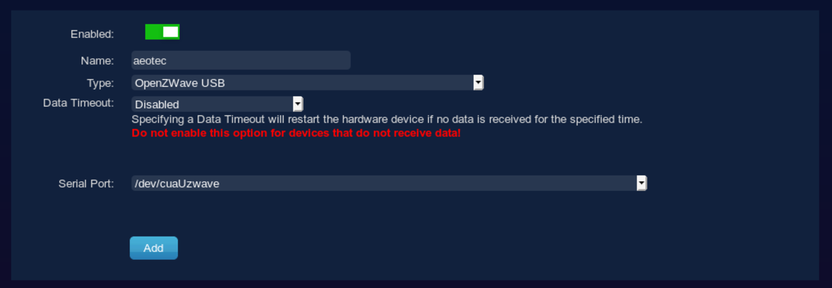 Enabled:
Name: aeotec
Type: OpenZWave USB
Data Timeout: Disabled
Specifying a Data Timeout will restart the hardware device if no data is received for the specified time.
Do not enable this option for devices that do not receive data!
Serial Port: /dev/cuaUzwave
Add